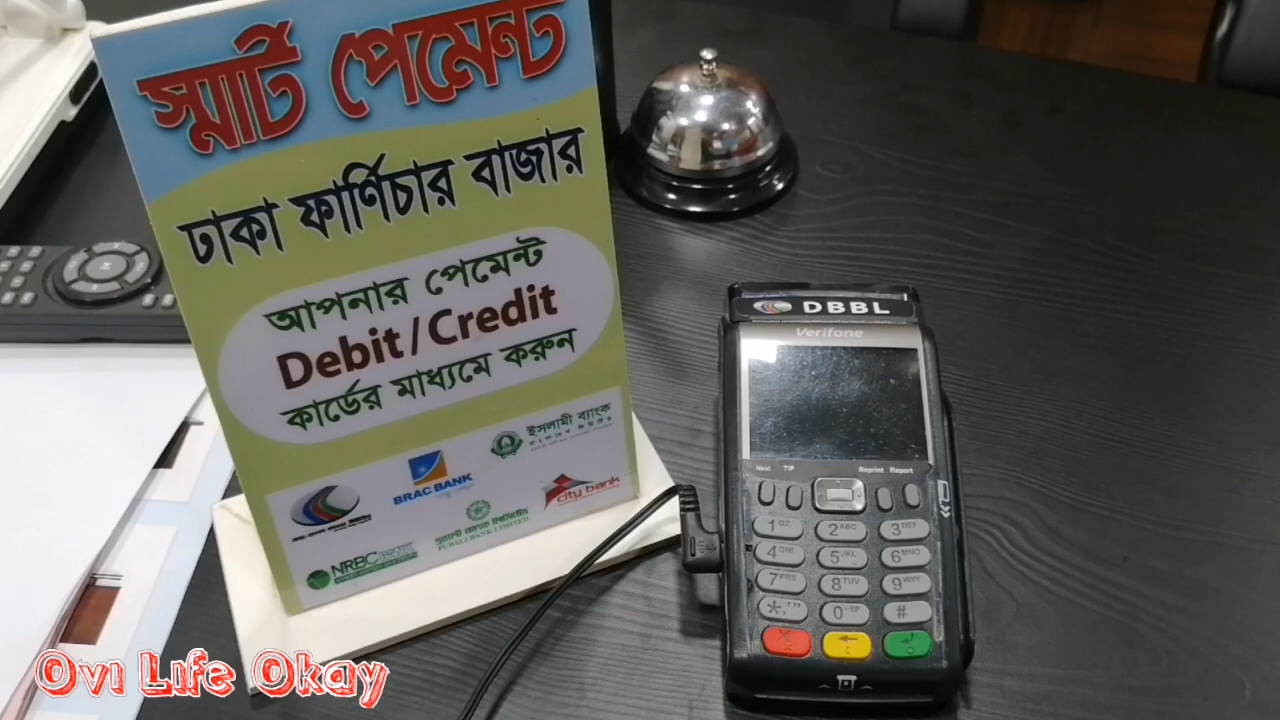 স্মার্ট পেমেন্ট
ঢাকা ফার্ণিচার বাজার
আপনার পেমেন্ট
Debit/Credit
কার্ডের মাধ্যমে করুন
ইসলামী ব্যাংক
BRAC BANK
city bank
পূবালী ব্যাংক লিমিটেড
PUBALI BANK LIMITED
NRBC
DBBL
Verifone
Next TIP Reprint Report
1 QZ. 2 ABC 3 DEF
4 GHI 5 JKL 6 MNO
7 PRS 8 TUV 9 WXY
*,'" 0 -SP #
Ovi Life Okay